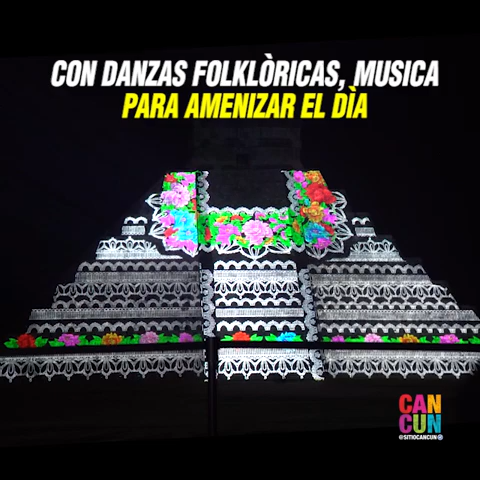 CON DANZAS FOLKLÒRICAS, MUSICA
PARA AMENIZAR EL DÌA
CAN
CUN
@SITIOCANCUN